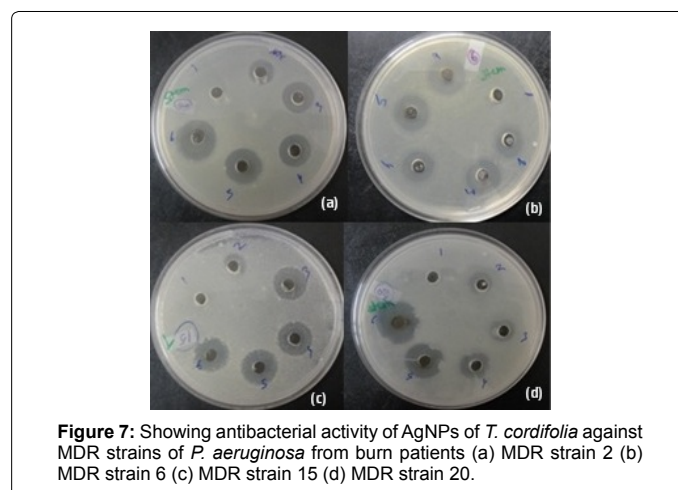 (a)
(b)
(c)
(d)
Figure 7: Showing antibacterial activity of AgNPs of T. cordifolia against
MDR strains of P. aeruginosa from burn patients (a) MDR strain 2 (b)
MDR strain 6 (c) MDR strain 15 (d) MDR strain 20.